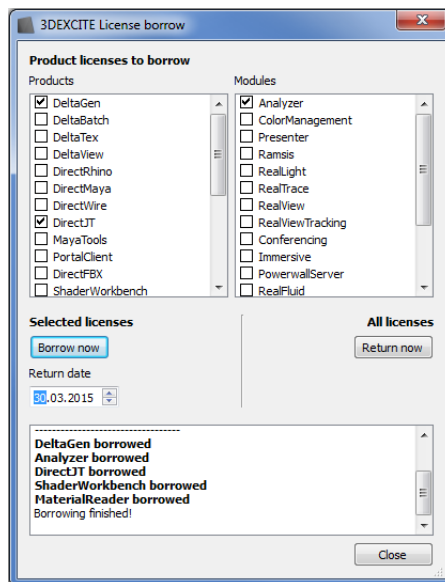 3DEXCITE License borrow
Product licenses to borrow
Products
DeltaGen
DeltaBatch
DeltaTex
DeltaView
DirectRhino
DirectMaya
DirectWire
DirectJT
MayaTools
PortalClient
DirectFBX
ShaderWorkbench
Modules
Analyzer
ColorManagement
Presenter
Ramsis
RealLight
RealTrace
RealView
RealViewTracking
Conferencing
Immersive
PowerwallServer
RealFluid
Selected licenses
All licenses
Borrow now
Return now
Return date
30.03.2015
----------------------------------
DeltaGen borrowed
Analyzer borrowed
DirectJT borrowed
ShaderWorkbench borrowed
MaterialReader borrowed
Borrowing finished!
Close